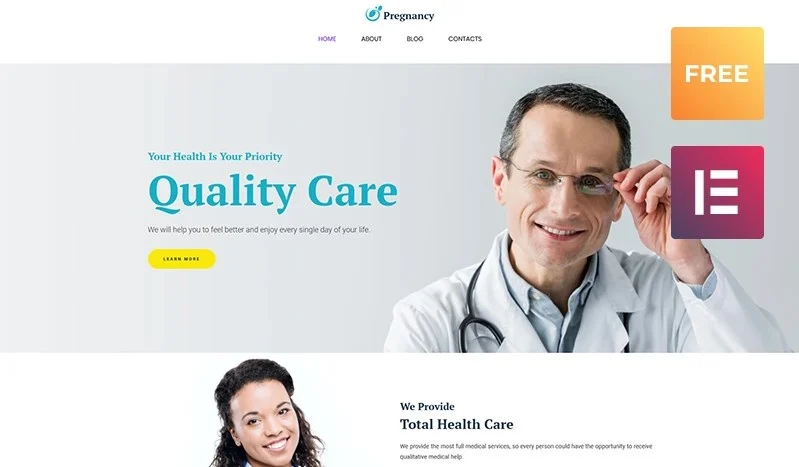 Pregnancy
HOME ABOUT BLOG CONTACTS
FREE
Your Health Is Your Priority
Quality Care
We will help you to feel better and enjoy every single day of your life.
LEARN MORE
We Provide
Total Health Care
We provide the most full medical services, so every person could have the opportunity to receive
qualitative medical help.